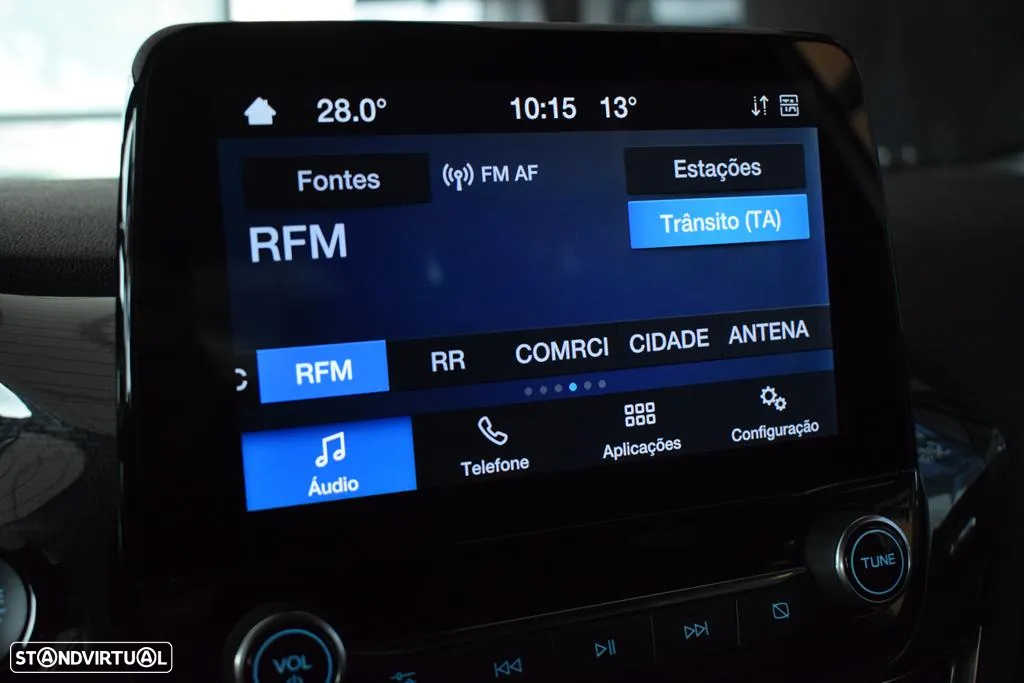 28.0° 10:15 13°
Fontes FM AF Estações
Trânsito (TA)
RFM
C RFM RR COMRCI CIDADE ANTENA
Áudio Telefone Aplicações Configuração
TUNE
VOL
STANDVIRTUAL